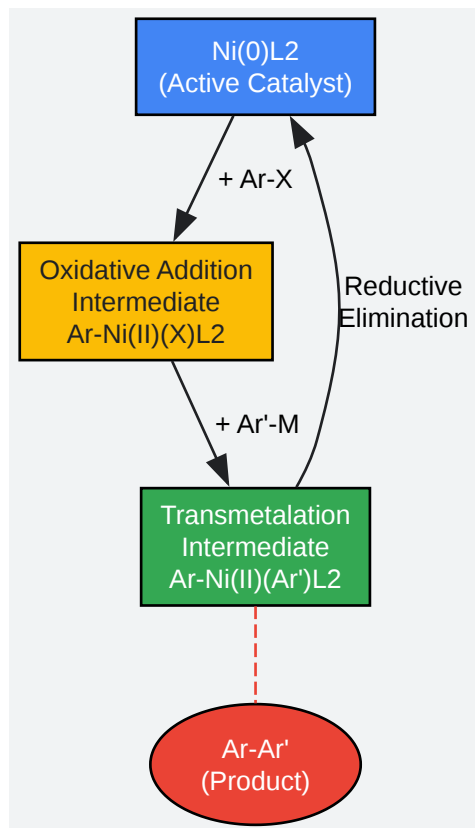 Ni(0)L2
(Active Catalyst)
+ Ar-X
Oxidative Addition
Intermediate
Ar-Ni(II)(X)L2
Reductive
Elimination
+ Ar'-M
Transmetalation
Intermediate
Ar-Ni(II)(Ar')L2
Ar-Ar'
(Product)